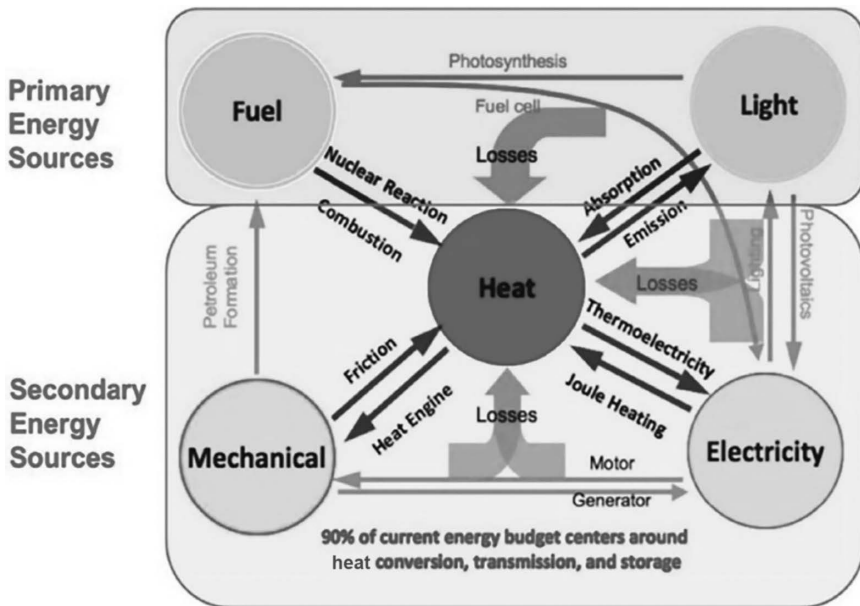 Primary
Energy
Sources
Fuel
Photosynthesis
Light
Fuel cell
Losses
Nuclear Reaction
Combustion
Absorption
Emission
Petroleum
Formation
Heat
Losses
Lighting
Photovoltaics
Secondary
Energy
Sources
Friction
Heat Engine
Thermoelectricity
Joule Heating
Losses
Mechanical
Electricity
Motor
Generator
90% of current energy budget centers around
heat conversion, transmission, and storage